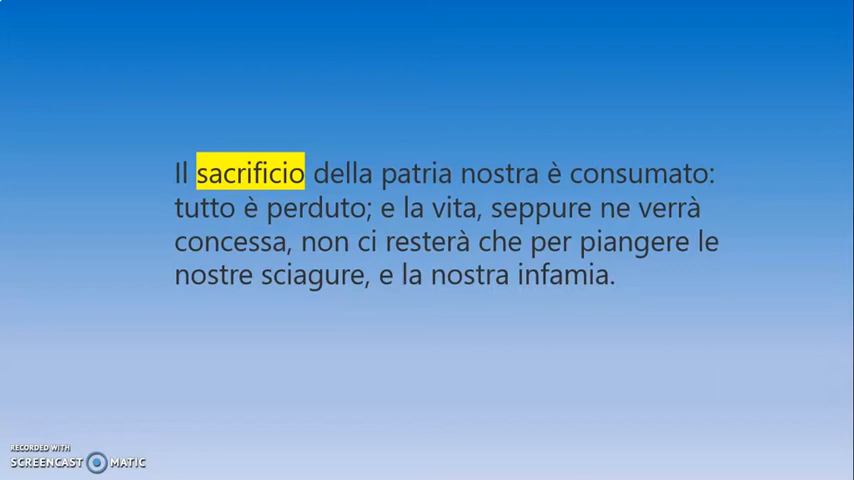 Il sacrificio della patria nostra è consumato:
tutto è perduto; e la vita, seppure ne verrà
concessa, non ci resterà che per piangere le
nostre sciagure, e la nostra infamia.
RECORDED WITH
SCREENCAST MATIC